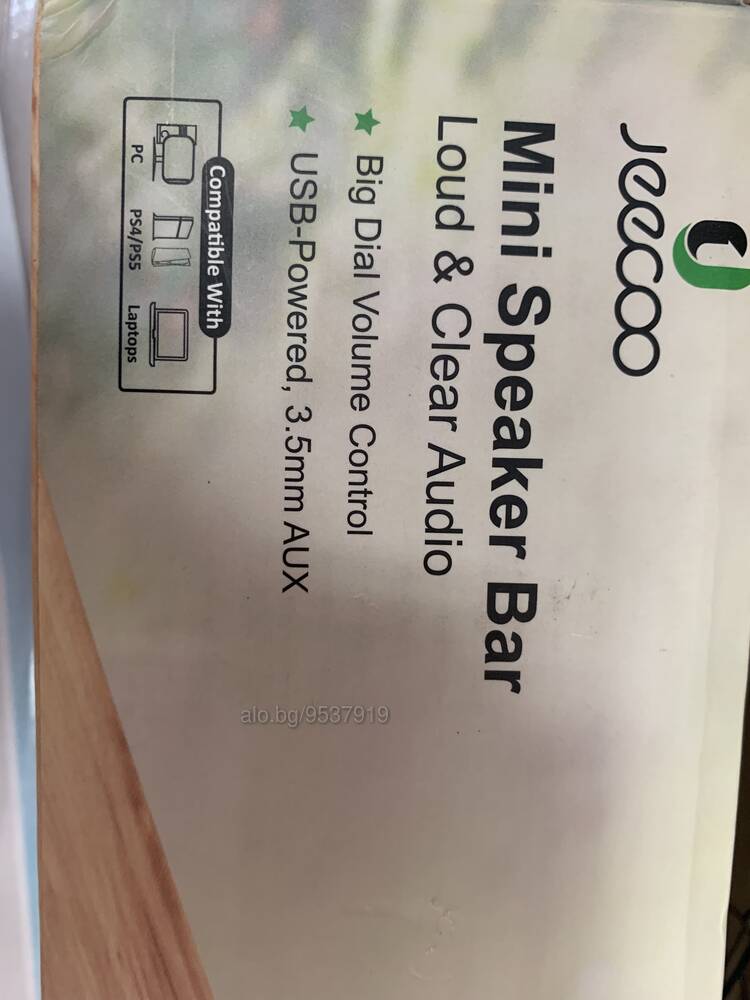 Jeecoo
Mini Speaker Bar
Loud & Clear Audio
Big Dial Volume Control
USB-Powered, 3.5mm AUX
Compatible With
PC
PS4/PS5
Laptops
alo.bg/9537919